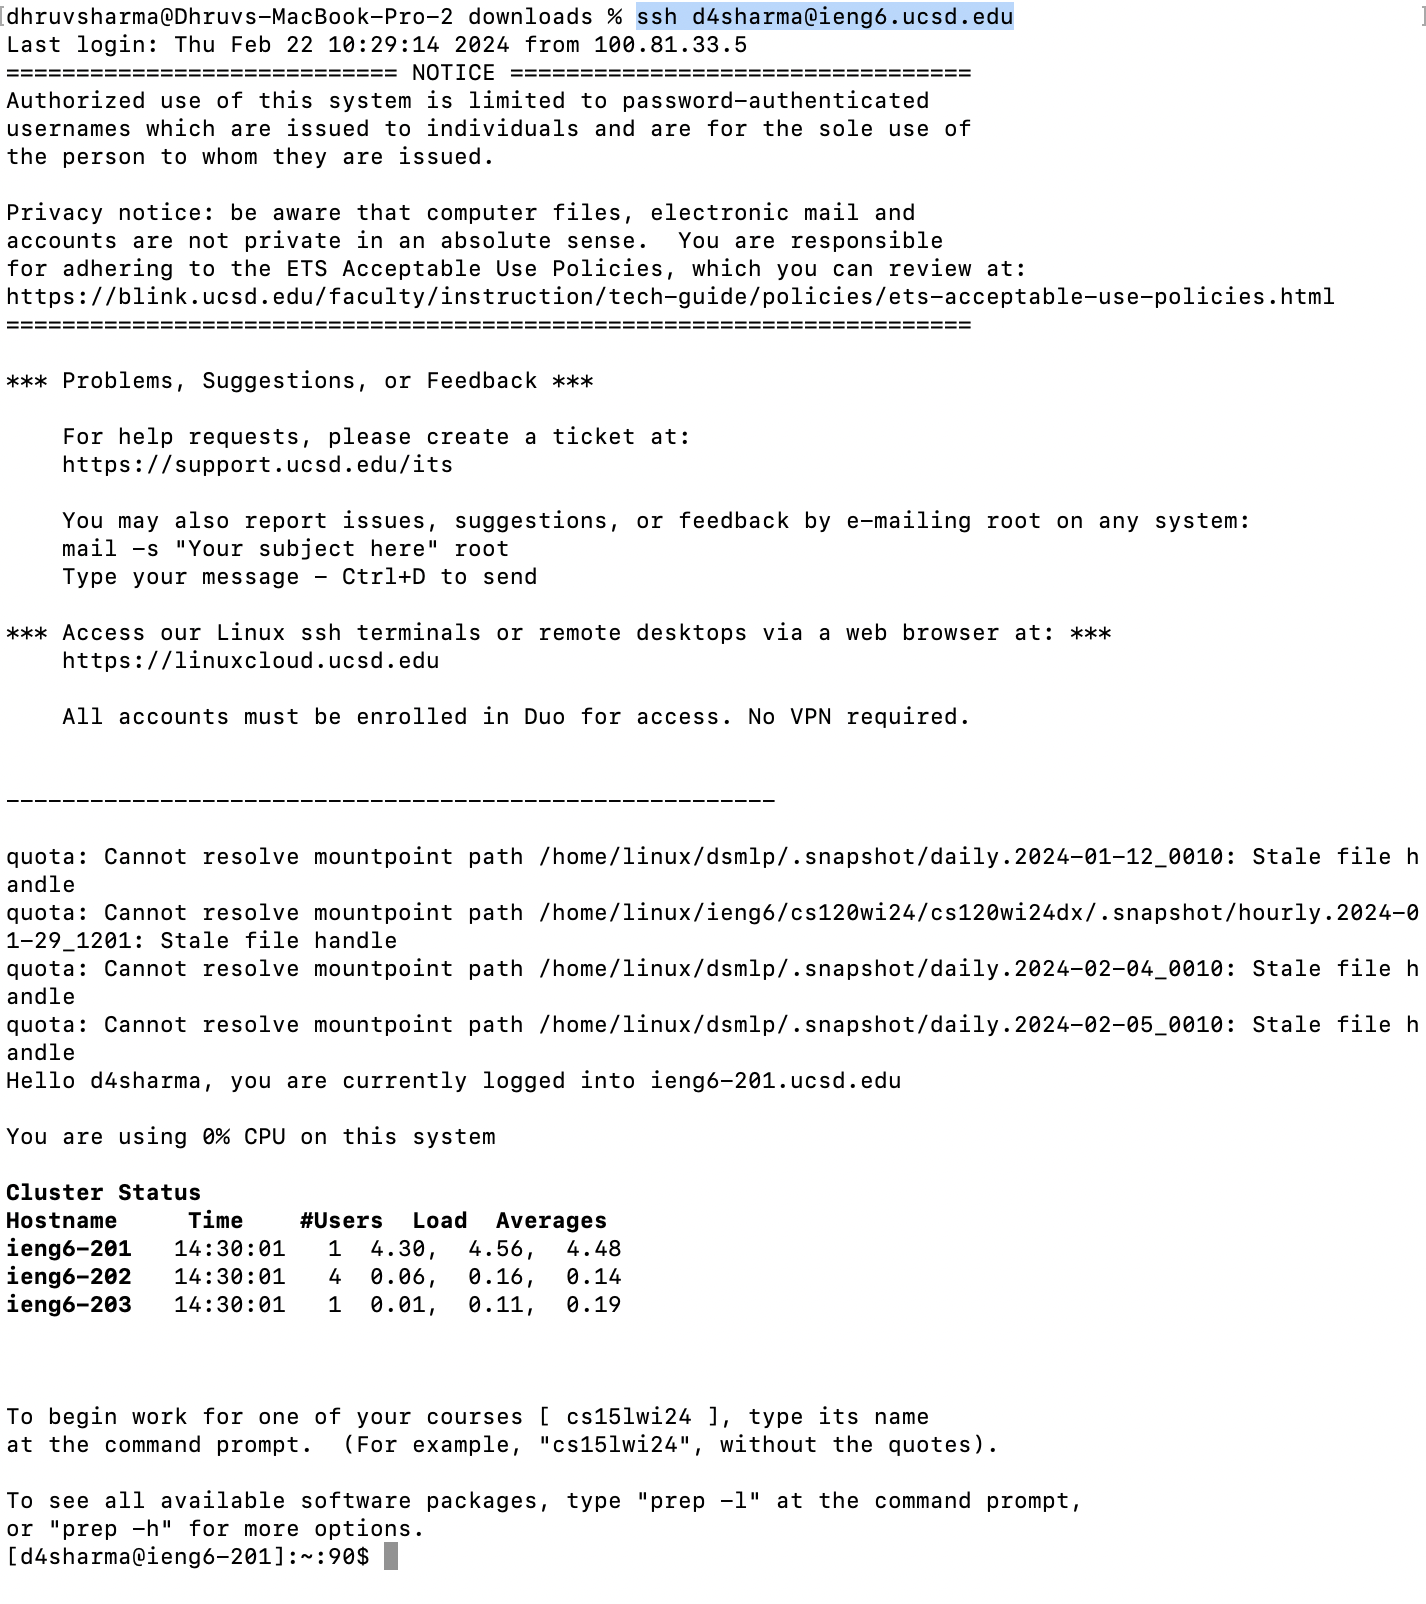 dhruvsharma@Dhruvs-MacBook-Pro-2 downloads % ssh d4sharma@ieng6.ucsd.edu
Last login: Thu Feb 22 10:29:14 2024 from 100.81.33.5
============================ NOTICE =================================
Authorized use of this system is limited to password-authenticated
usernames which are issued to individuals and are for the sole use of
the person to whom they are issued.

Privacy notice: be aware that computer files, electronic mail and
accounts are not private in an absolute sense.  You are responsible
for adhering to the ETS Acceptable Use Policies, which you can review at:
https://blink.ucsd.edu/faculty/instruction/tech-guide/policies/ets-acceptable-use-policies.html
=====================================================================

*** Problems, Suggestions, or Feedback ***

    For help requests, please create a ticket at:
    https://support.ucsd.edu/its

    You may also report issues, suggestions, or feedback by e-mailing root on any system:
    mail -s "Your subject here" root
    Type your message - Ctrl+D to send

*** Access our Linux ssh terminals or remote desktops via a web browser at: ***
    https://linuxcloud.ucsd.edu

    All accounts must be enrolled in Duo for access. No VPN required.


-------------------------------------------------------

quota: Cannot resolve mountpoint path /home/linux/dsmlp/.snapshot/daily.2024-01-12_0010: Stale file h
andle
quota: Cannot resolve mountpoint path /home/linux/ieng6/cs120wi24/cs120wi24dx/.snapshot/hourly.2024-0
1-29_1201: Stale file handle
quota: Cannot resolve mountpoint path /home/linux/dsmlp/.snapshot/daily.2024-02-04_0010: Stale file h
andle
quota: Cannot resolve mountpoint path /home/linux/dsmlp/.snapshot/daily.2024-02-05_0010: Stale file h
andle
Hello d4sharma, you are currently logged into ieng6-201.ucsd.edu

You are using 0% CPU on this system

Cluster Status
Hostname     Time    #Users  Load  Averages
ieng6-201   14:30:01   1  4.30,  4.56,  4.48
ieng6-202   14:30:01   4  0.06,  0.16,  0.14
ieng6-203   14:30:01   1  0.01,  0.11,  0.19



To begin work for one of your courses [ cs15lwi24 ], type its name
at the command prompt.  (For example, "cs15lwi24", without the quotes).

To see all available software packages, type "prep -l" at the command prompt,
or "prep -h" for more options.
[d4sharma@ieng6-201]:~:90$